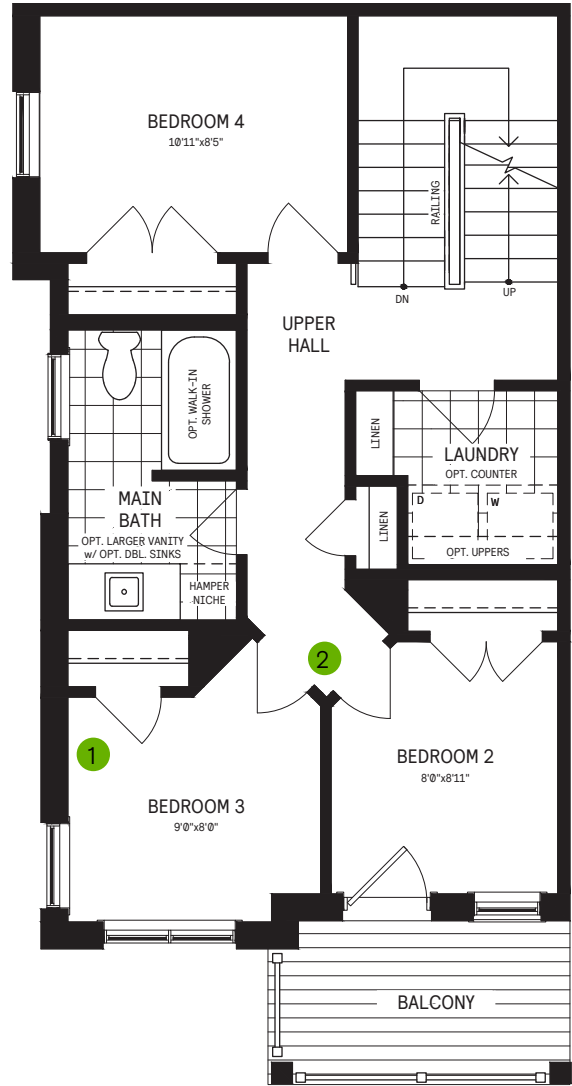 BEDROOM 4
10'11"x8'5"
RAILING
DN
UP
UPPER
HALL
OPT. WALK-IN
SHOWER
LINEN
LAUNDRY
OPT. COUNTER
D
W
OPT. UPPERS
MAIN
BATH
OPT. LARGER VANITY
w/ OPT. DBL. SINKS
LINEN
HAMPER
NICHE
2
1
BEDROOM 2
8'0"x8'11"
BEDROOM 3
9'0"x8'0"
BALCONY